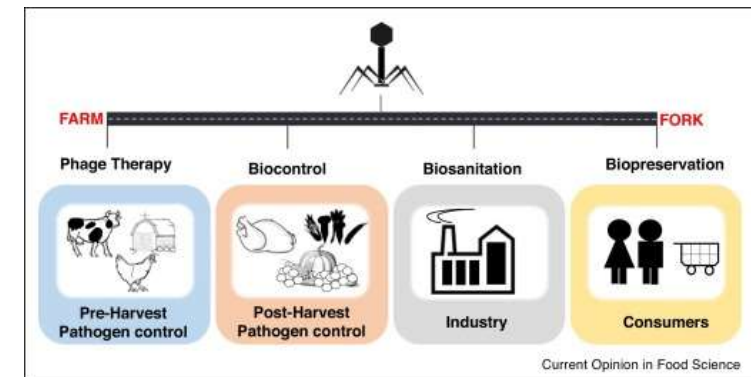 FARM
FORK
Phage Therapy
Biocontrol
Biosanitation
Biopreservation
Pre-Harvest
Pathogen control
Post-Harvest
Pathogen control
Industry
Consumers
Current Opinion in Food Science